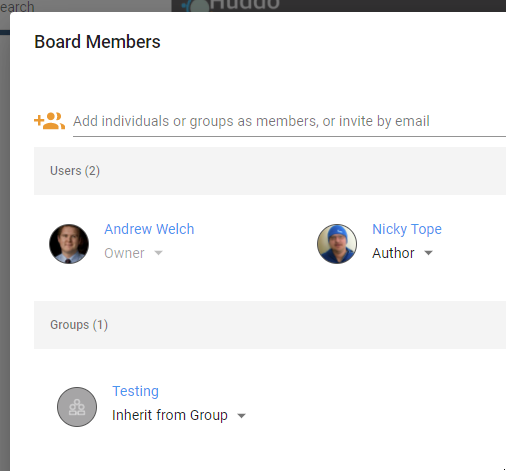 earch
Huddo
Board Members
Add individuals or groups as members, or invite by email
Users (2)
Andrew Welch
Owner
Nicky Tope
Author
Groups (1)
Testing
Inherit from Group